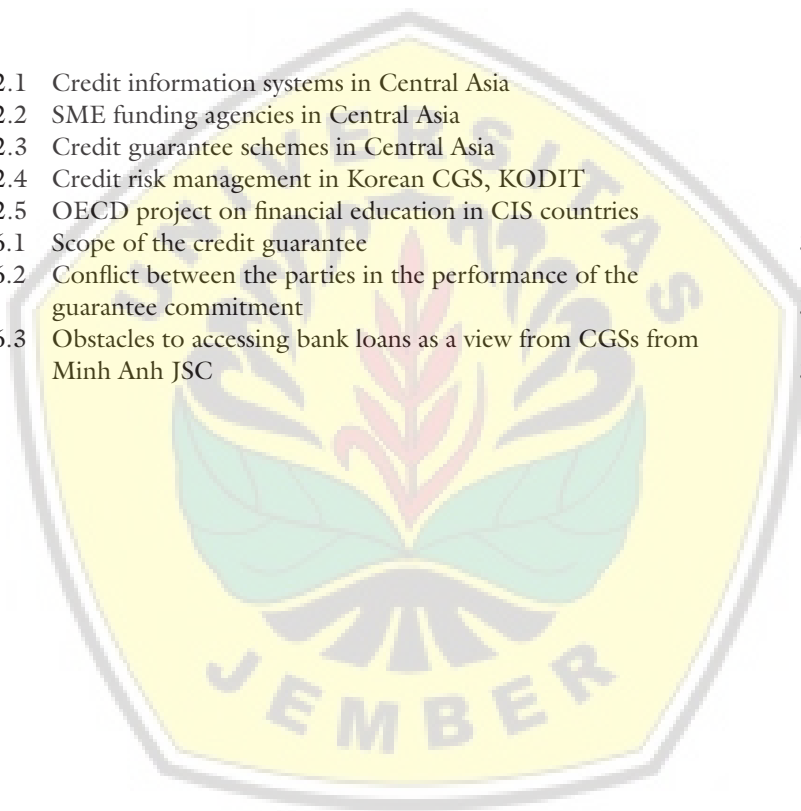 2.1 Credit information systems in Central Asia
2.2 SME funding agencies in Central Asia
2.3 Credit guarantee schemes in Central Asia
2.4 Credit risk management in Korean CGS, KODIT
2.5 OECD project on financial education in CIS countries
6.1 Scope of the credit guarantee
6.2 Conflict between the parties in the performance of the
guarantee commitment
6.3 Obstacles to accessing bank loans as a view from CGSs from
Minh Anh JSC
UNIVERSITAS
JEMBER